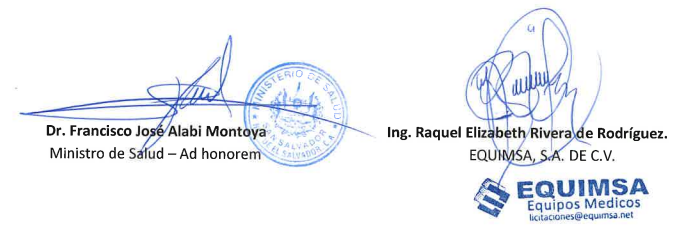 MINISTERIO DE SALUD
SAN SALVADOR
EL SALVADOR, C.A.
Dr. Francisco José Alabi Montoya
Ministro de Salud – Ad honorem
Ing. Raquel Elizabeth Rivera de Rodríguez.
EQUIMSA, S.A. DE C.V.
EQUIMSA
Equipos Medicos
licitaciones@equimsa.net